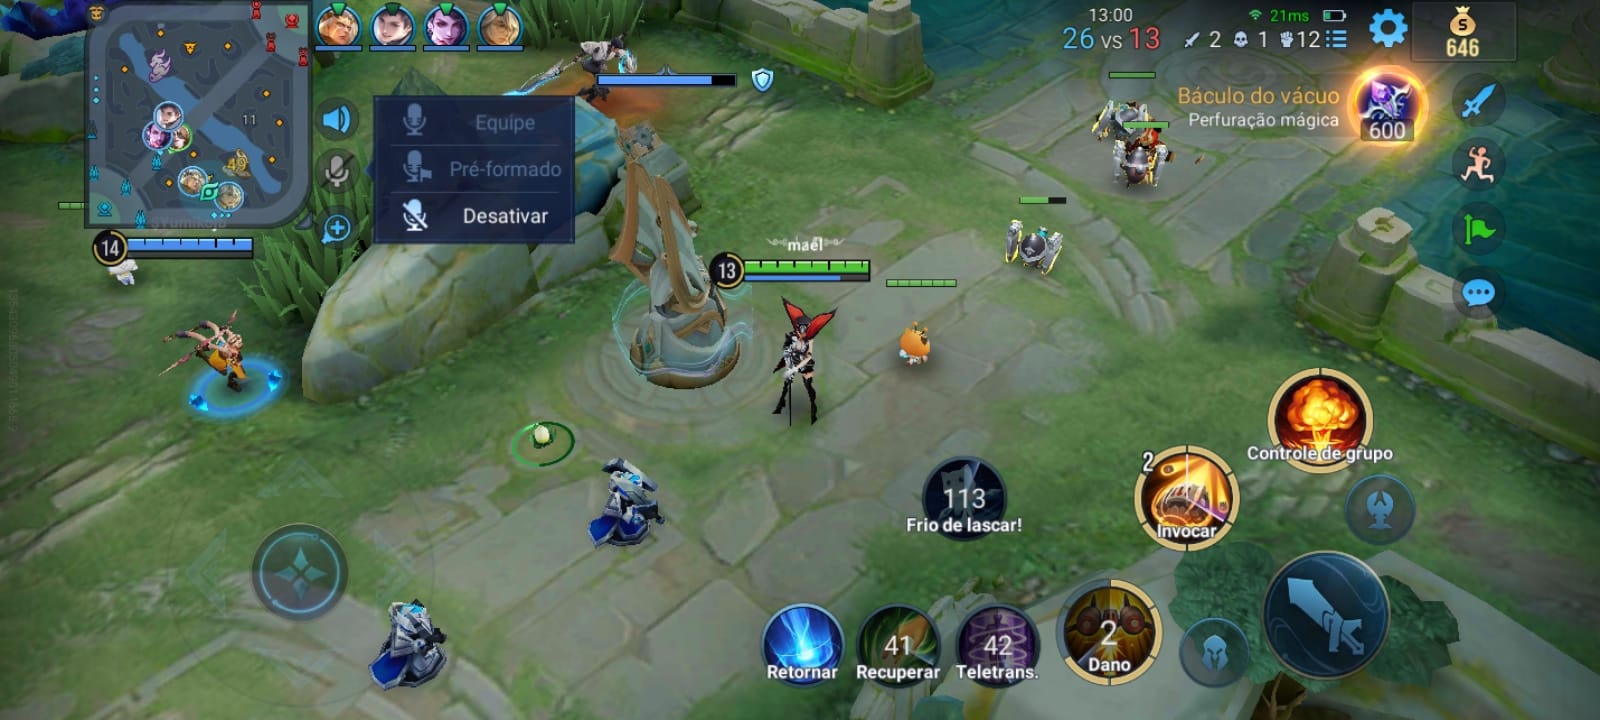 13:00
21ms
26 vs 13
2
1
12
646
Báculo do vácuo
Perfuração mágica
600
Equipe
Pré-formado
Desativar
11
49
14
maël
13
113
Frio de lascar!
Controle de grupo
2
Invocar
Retornar
41
Recuperar
42
Teletrans.
2
Dano